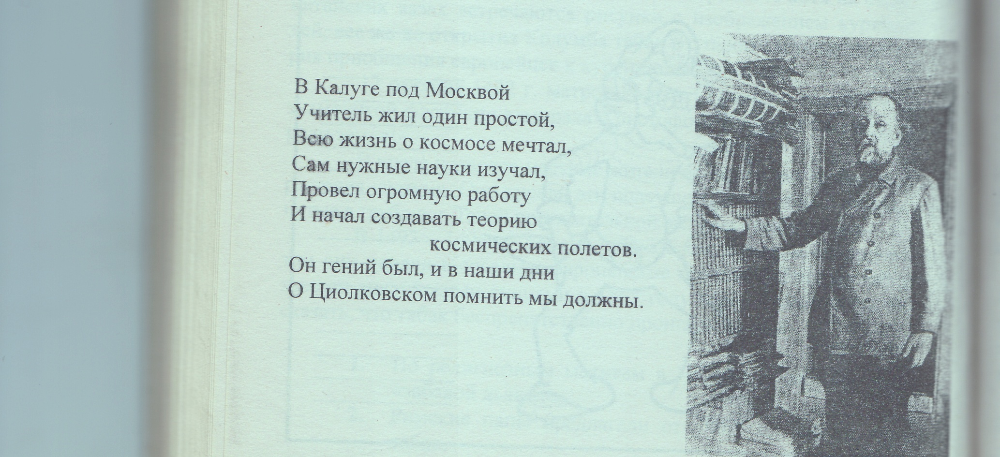 В Калуге под Москвой
Учитель жил один простой,
Всю жизнь о космосе мечтал,
Сам нужные науки изучал,
Провел огромную работу
И начал создавать теорию
космических полетов.
Он гений был, и в наши дни
О Циолковском помнить мы должны.